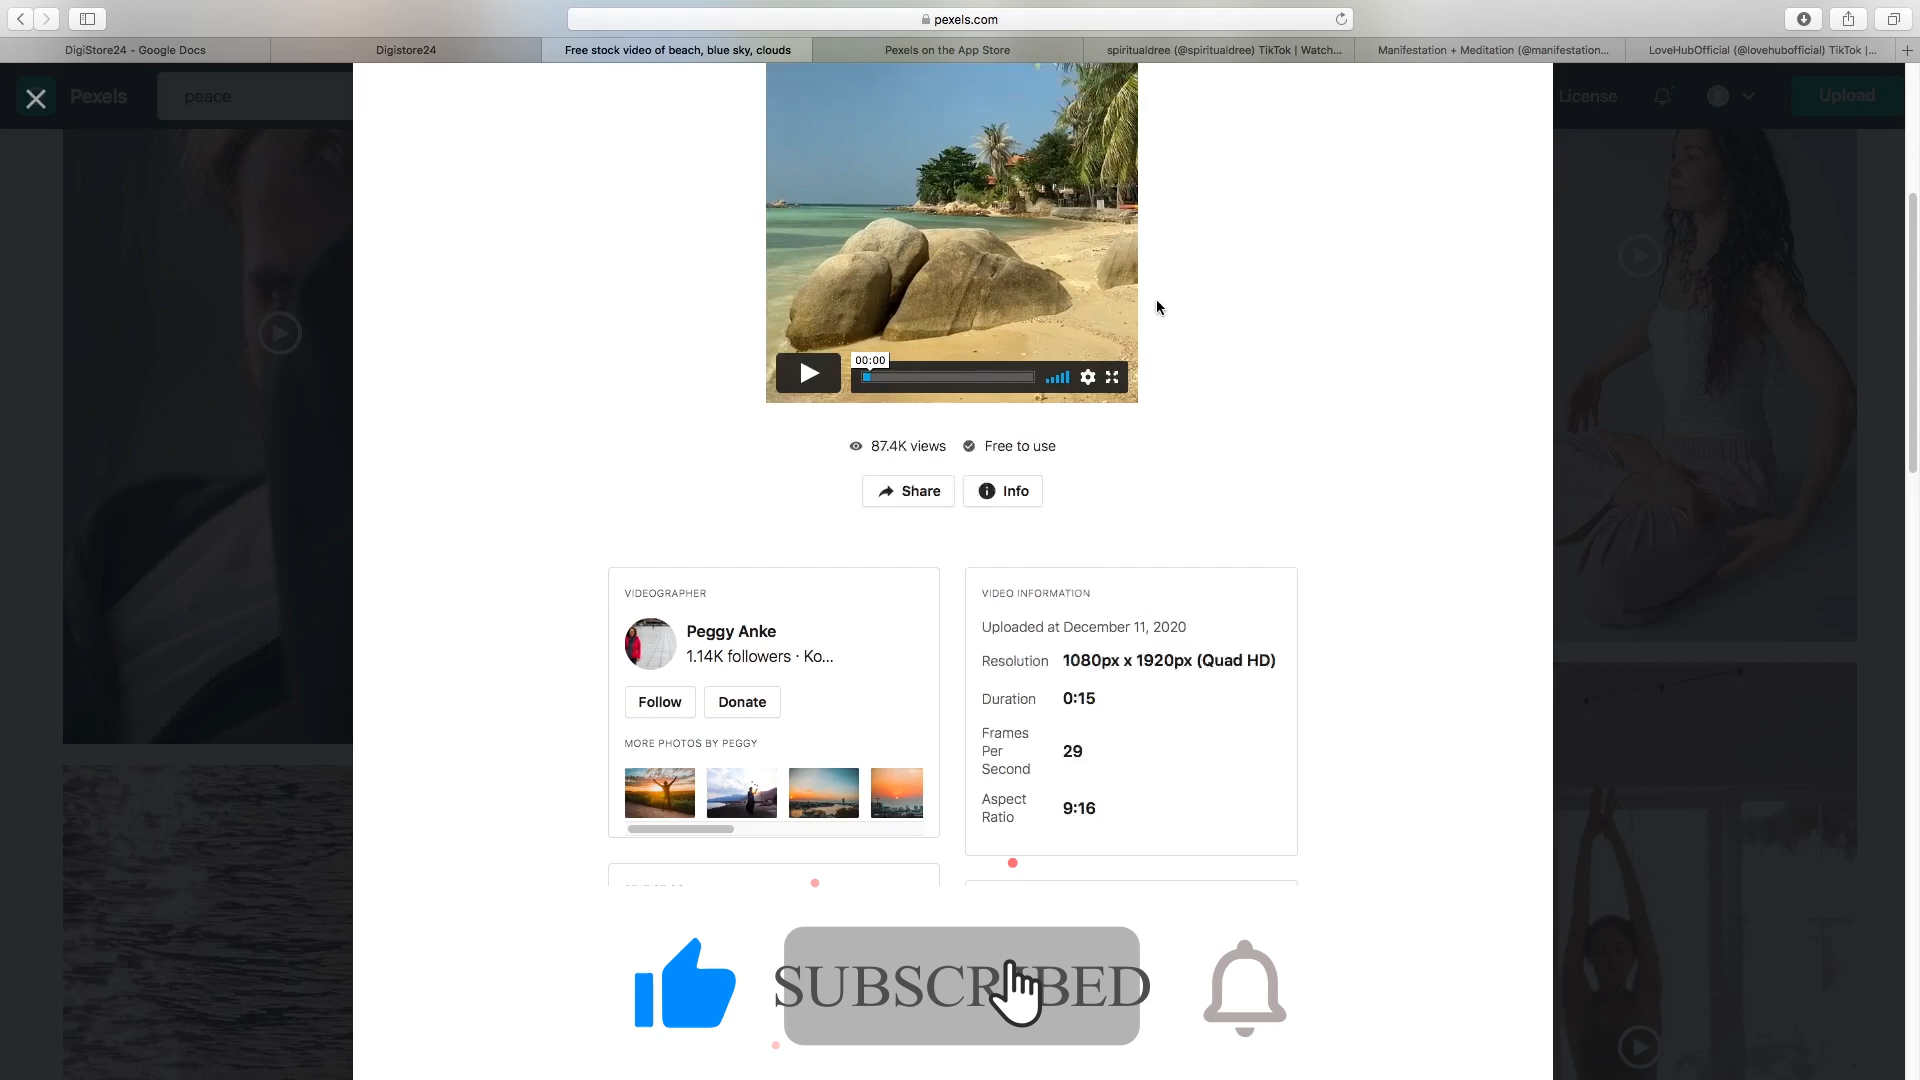 pexels.com
DigiStore24 - Google Docs
Digistore24
Free stock video of beach, blue sky, clouds
Pexels on the App Store
spiritualdree (@spiritualdree) TikTok | Watch...
Manifestation + Meditation (@manifestation...
LoveHubOfficial (@lovehubofficial) TikTok |...
Pexels
peace
License
Upload
00:00
87.4K views
Free to use
Share
Info
VIDEOGRAPHER
Peggy Anke
1.14K followers · Ko...
Follow
Donate
MORE PHOTOS BY PEGGY
VIDEO INFORMATION
Uploaded at December 11, 2020
Resolution 1080px x 1920px (Quad HD)
Duration 0:15
Frames
Per
Second
29
Aspect
Ratio
9:16
SUBSCRIBED